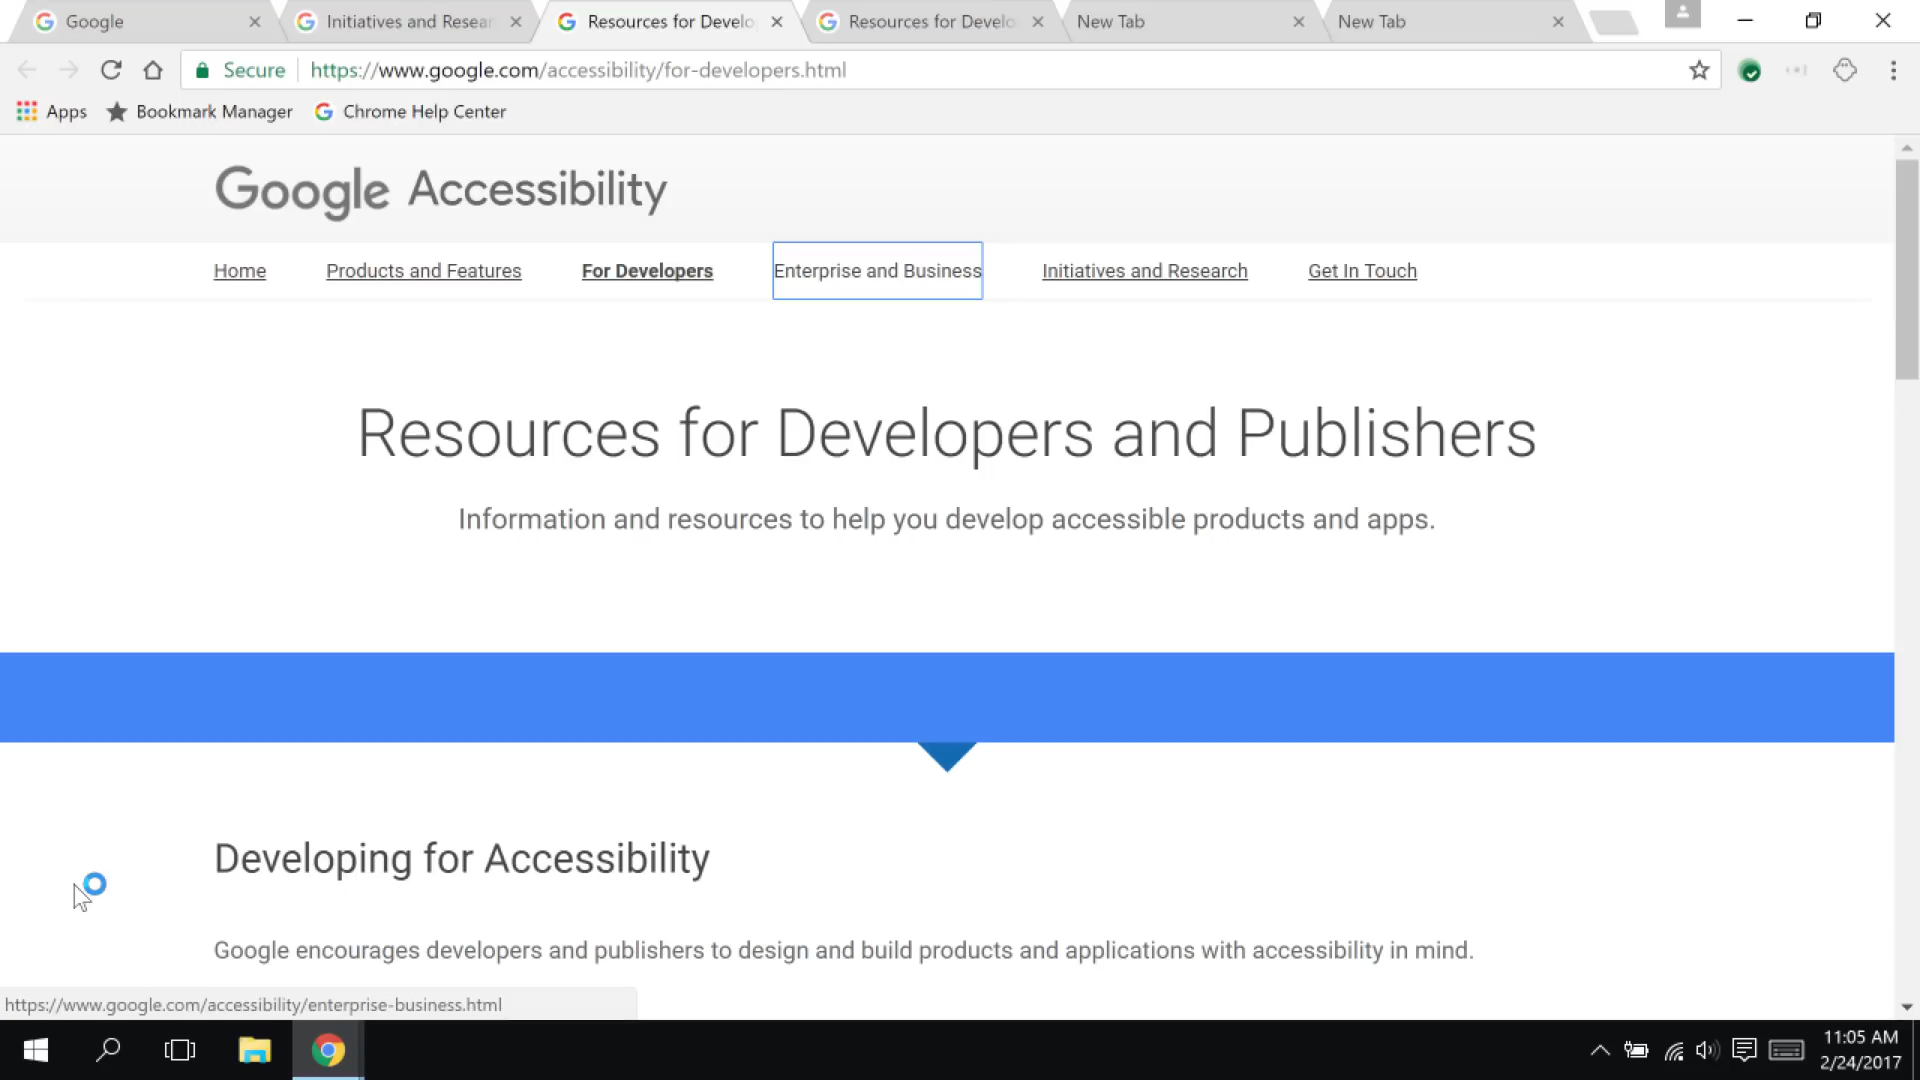 Google
Initiatives and Resear
Resources for Develo
Resources for Develo
New Tab
New Tab
Secure
https://www.google.com/accessibility/for-developers.html
Apps
Bookmark Manager
Chrome Help Center
Google Accessibility
Home
Products and Features
For Developers
Enterprise and Business
Initiatives and Research
Get In Touch
Resources for Developers and Publishers
Information and resources to help you develop accessible products and apps.
Developing for Accessibility
Google encourages developers and publishers to design and build products and applications with accessibility in mind.
https://www.google.com/accessibility/enterprise-business.html
11:05 AM
2/24/2017